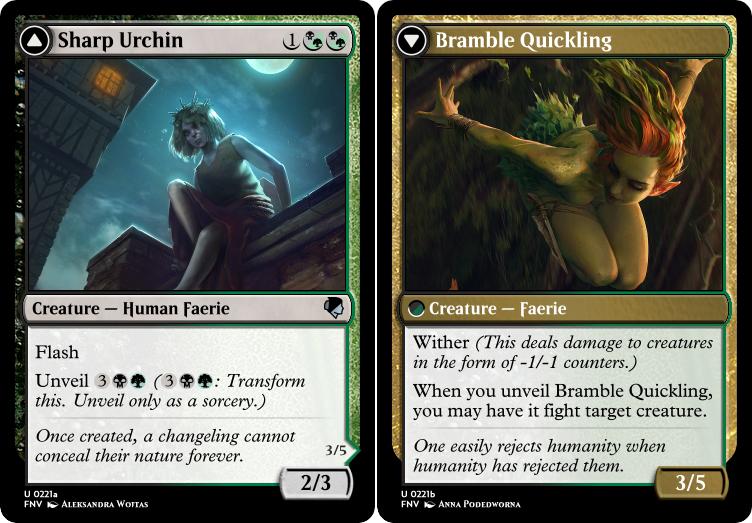 Sharp Urchin
1
Creature — Human Faerie
Flash
Unveil 3 (3: Transform
this. Unveil only as a sorcery.)
Once created, a changeling cannot
conceal their nature forever.
3/5
2/3
U 0221a
FNV Aleksandra Wojtas
Bramble Quickling
Creature — Faerie
Wither (This deals damage to creatures
in the form of -1/-1 counters.)
When you unveil Bramble Quickling,
you may have it fight target creature.
One easily rejects humanity when
humanity has rejected them.
3/5
U 0221b
FNV Anna Podedworna